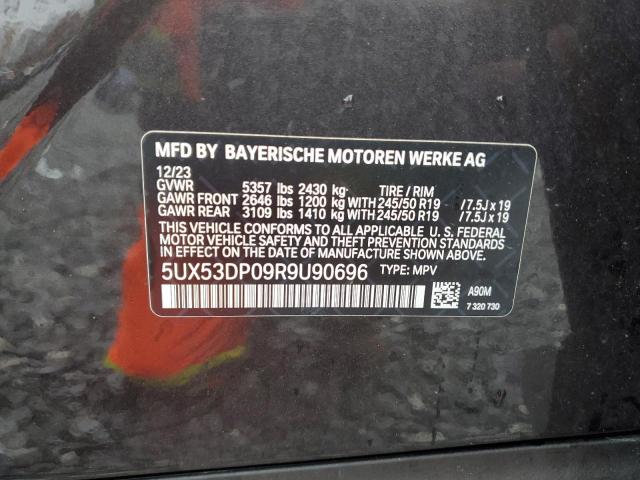 MFD BY BAYERISCHE MOTOREN WERKE AG
12/23
GVWR 5357 lbs 2430 kg TIRE / RIM
GAWR FRONT 2646 lbs 1200 kg WITH 245/50 R19 / 7.5J x 19
GAWR REAR 3109 lbs 1410 kg WITH 245/50 R19 / 7.5J x 19
THIS VEHICLE CONFORMS TO ALL APPLICABLE U. S. FEDERAL
MOTOR VEHICLE SAFETY AND THEFT PREVENTION STANDARDS
IN EFFECT ON THE DATE OF MANUFACTURE SHOWN ABOVE.
5UX53DP09R9U90696 TYPE: MPV
A90M
7 320 730